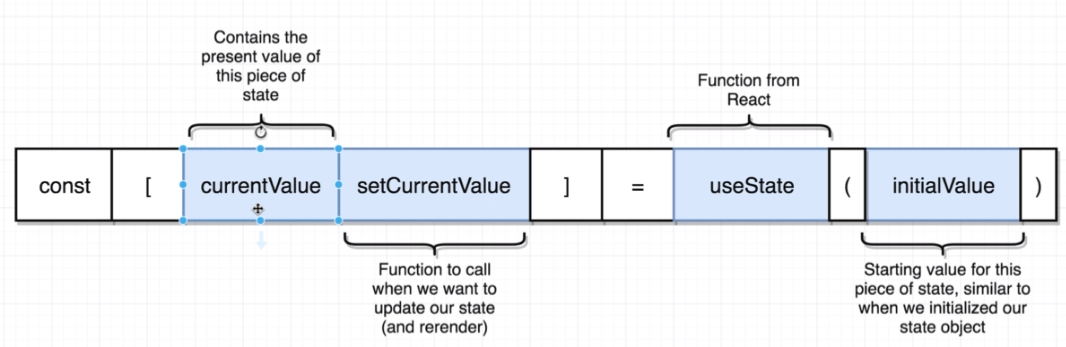 Contains the
present value of
this piece of
state
Function from
React
const [ currentValue setCurrentValue ] = useState ( initialValue )
Function to call
when we want to
update our state
(and rerender)
Starting value for this
piece of state, similar to
when we initialized our
state object